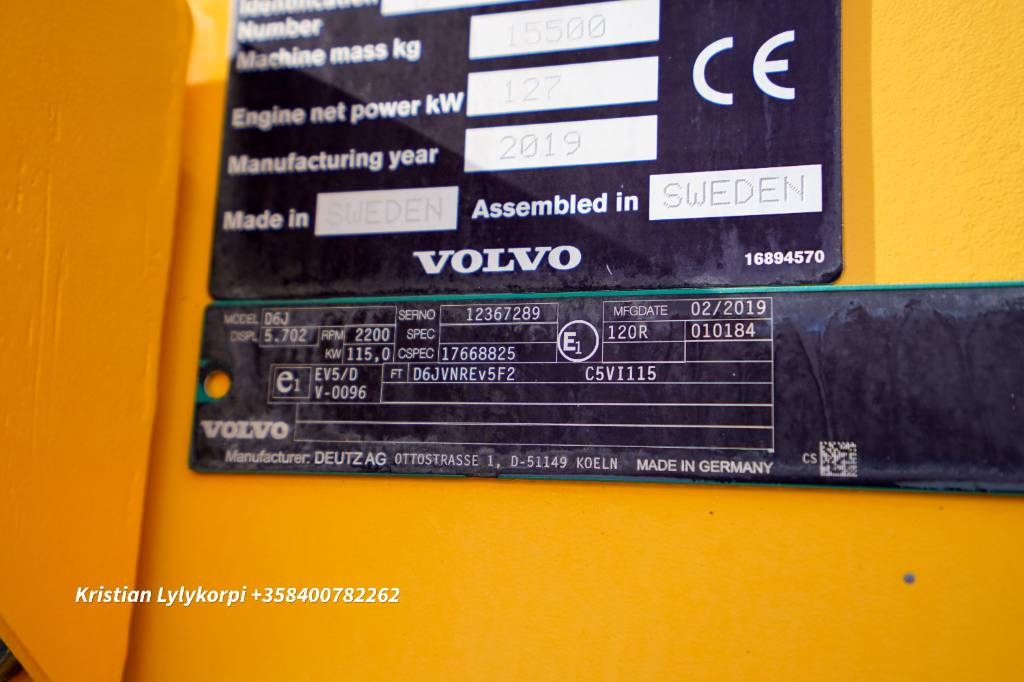 Identification
Number
Machine mass kg 15500
Engine net power kW 127
Manufacturing year 2019
Made in SWEDEN Assembled in SWEDEN
VOLVO 16894570
CE
MODEL D6J SERNO 12367289 MFGDATE 02/2019
DISPL 5.702 RPM 2200 SPEC E1 120R 010184
KW 115,0 CSPEC 17668825
e1 EV5/D FT D6JVNREv5F2 C5VI115
V-0096
VOLVO
Manufacturer: DEUTZ AG OTTOSTRASSE 1, D-51149 KOELN MADE IN GERMANY CS
Kristian Lylykorpi +358400782262